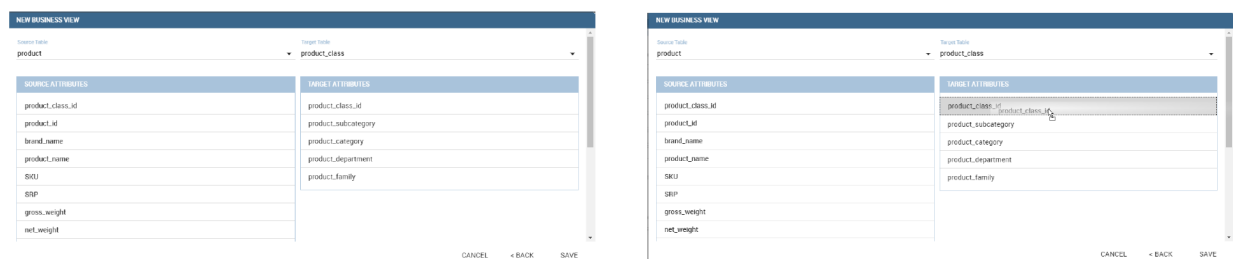 NEW BUSINESS VIEW
Source Table
Target Table
product
product_class
SOURCE ATTRIBUTES
TARGET ATTRIBUTES
product_class_id
product_class_id
product_id
product_subcategory
brand_name
product_category
product_name
product_department
SKU
product_family
SRP
gross_weight
net_weight
CANCEL
< BACK
SAVE
NEW BUSINESS VIEW
Source Table
Target Table
product
product_class
SOURCE ATTRIBUTES
TARGET ATTRIBUTES
product_class_id
product_class_id
product_class_id
product_id
product_subcategory
brand_name
product_category
product_name
product_department
SKU
product_family
SRP
gross_weight
net_weight
CANCEL
< BACK
SAVE